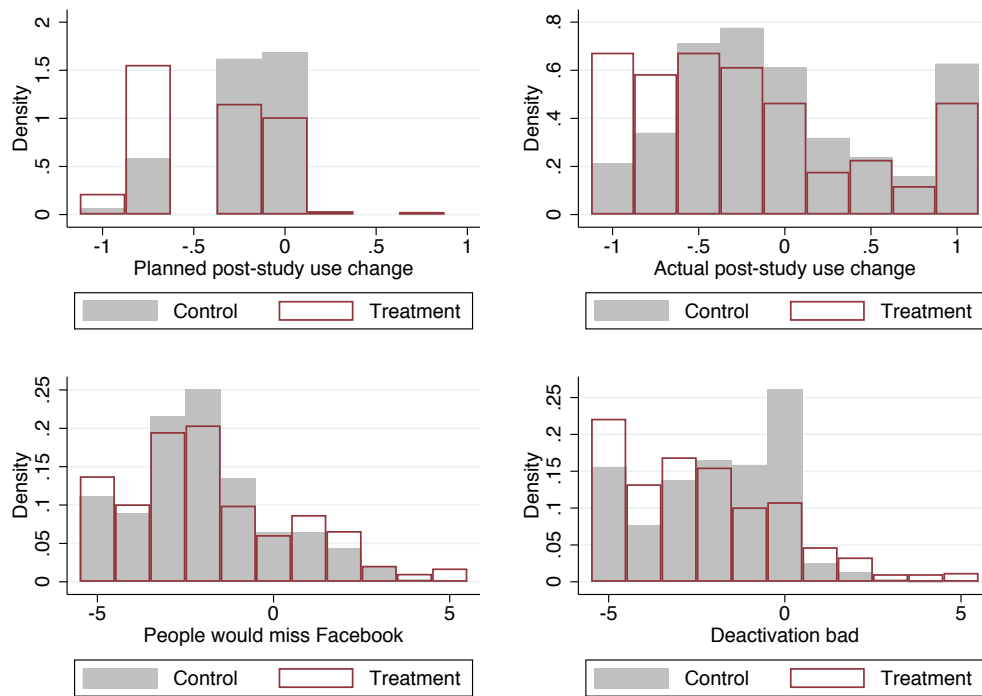 Density
2
1.5
1
.5
0
-1
-.5
0
.5
1
Planned post-study use change
Control
Treatment
Density
.8
.6
.4
.2
0
-1
-.5
0
.5
1
Actual post-study use change
Control
Treatment
Density
.25
.2
.15
.1
.05
0
-5
0
5
People would miss Facebook
Control
Treatment
Density
.25
.2
.15
.1
.05
0
-5
0
5
Deactivation bad
Control
Treatment